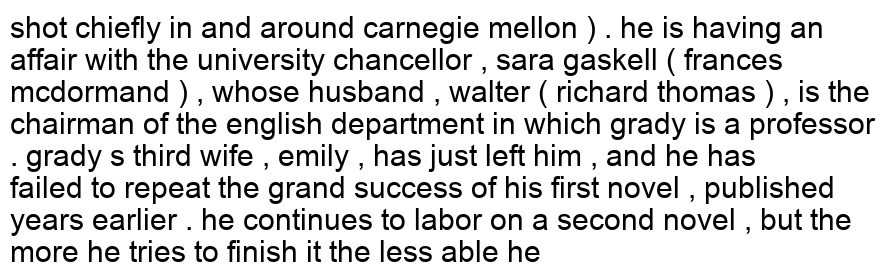 shot chiefly in and around carnegie mellon ) . he is having an
affair with the university chancellor , sara gaskell ( frances
mcdormand ) , whose husband , walter ( richard thomas ) , is the
chairman of the english department in which grady is a professor
. grady s third wife , emily , has just left him , and he has
failed to repeat the grand success of his first novel , published
years earlier . he continues to labor on a second novel , but the
more he tries to finish it the less able he